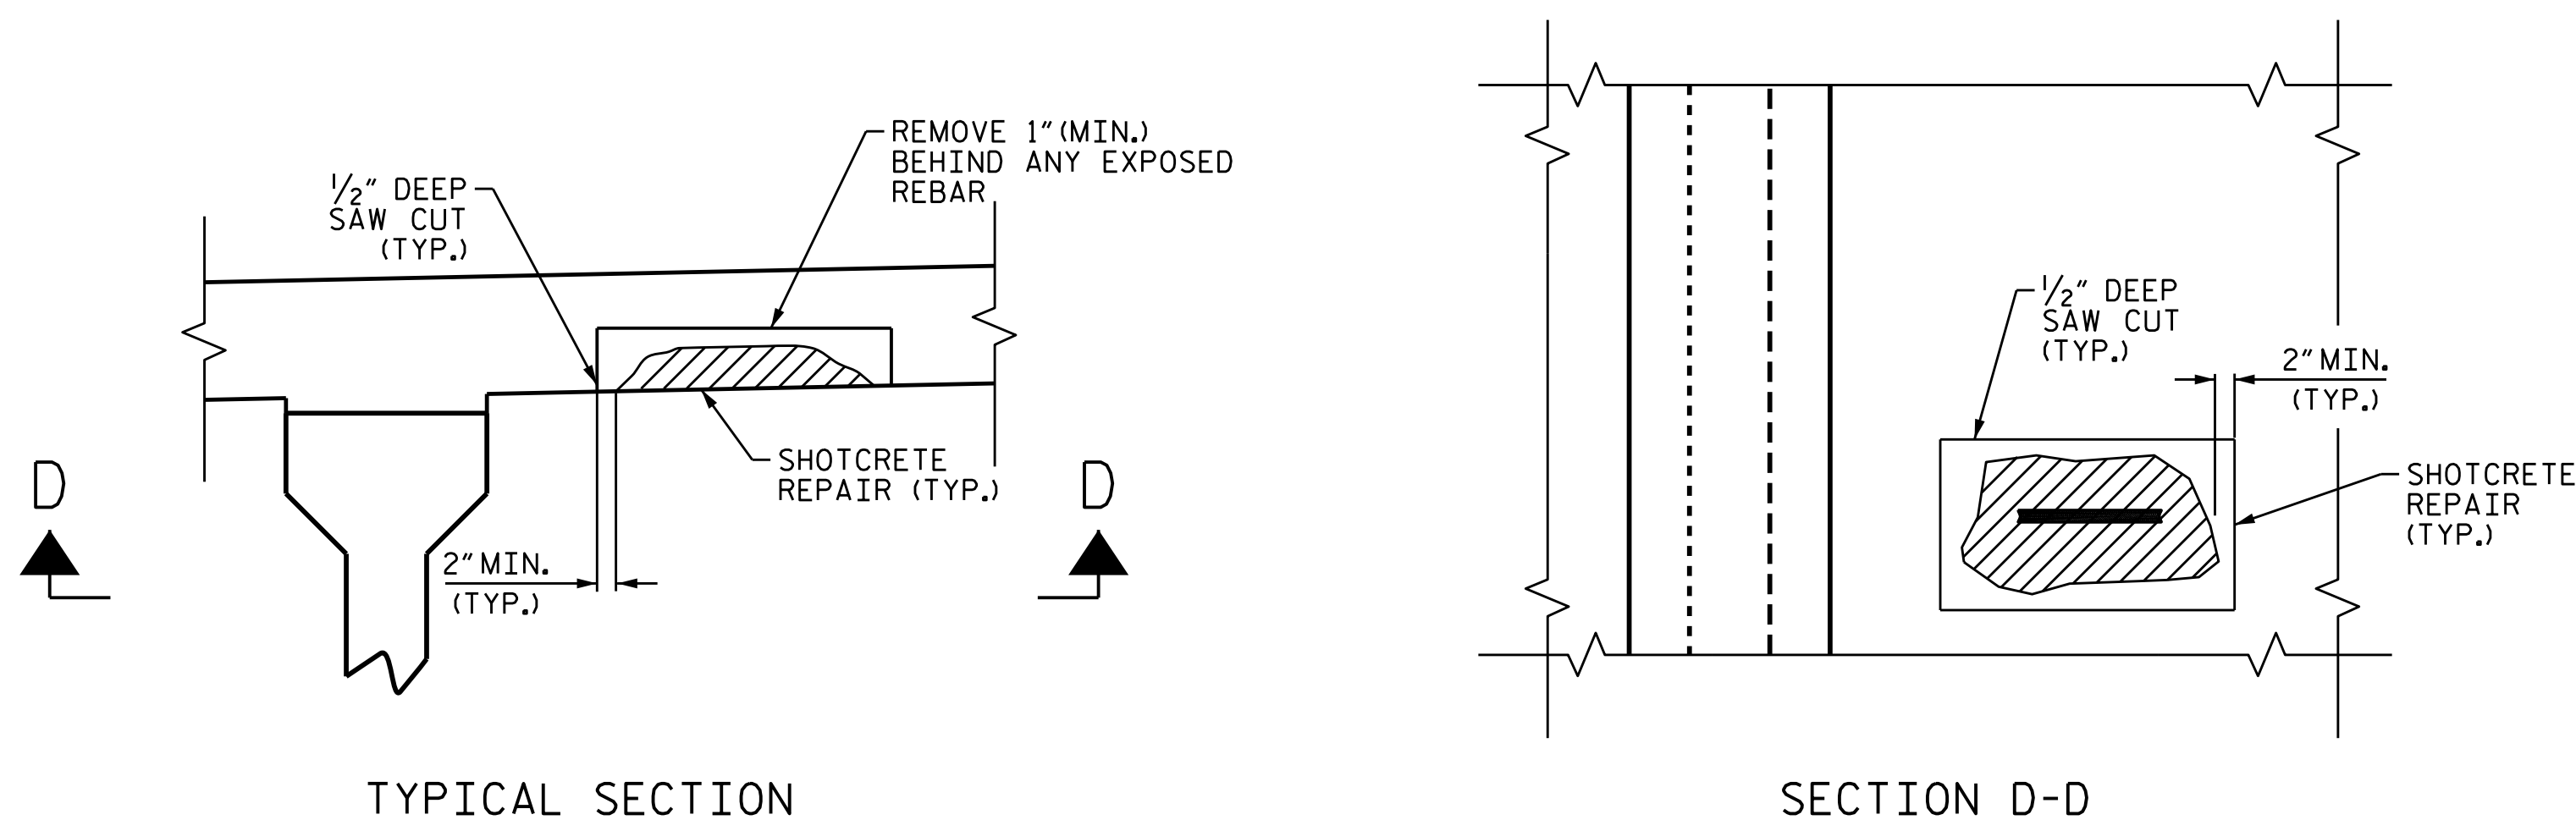 REMOVE 1" (MIN.)
BEHIND ANY EXPOSED
REBAR
1/2" DEEP
SAW CUT
(TYP.)
SHOTCRETE
REPAIR (TYP.)
D
D
2" MIN.
(TYP.)
TYPICAL SECTION
1/2" DEEP
SAW CUT
(TYP.)
2" MIN.
(TYP.)
SHOTCRETE
REPAIR
(TYP.)
SECTION D-D